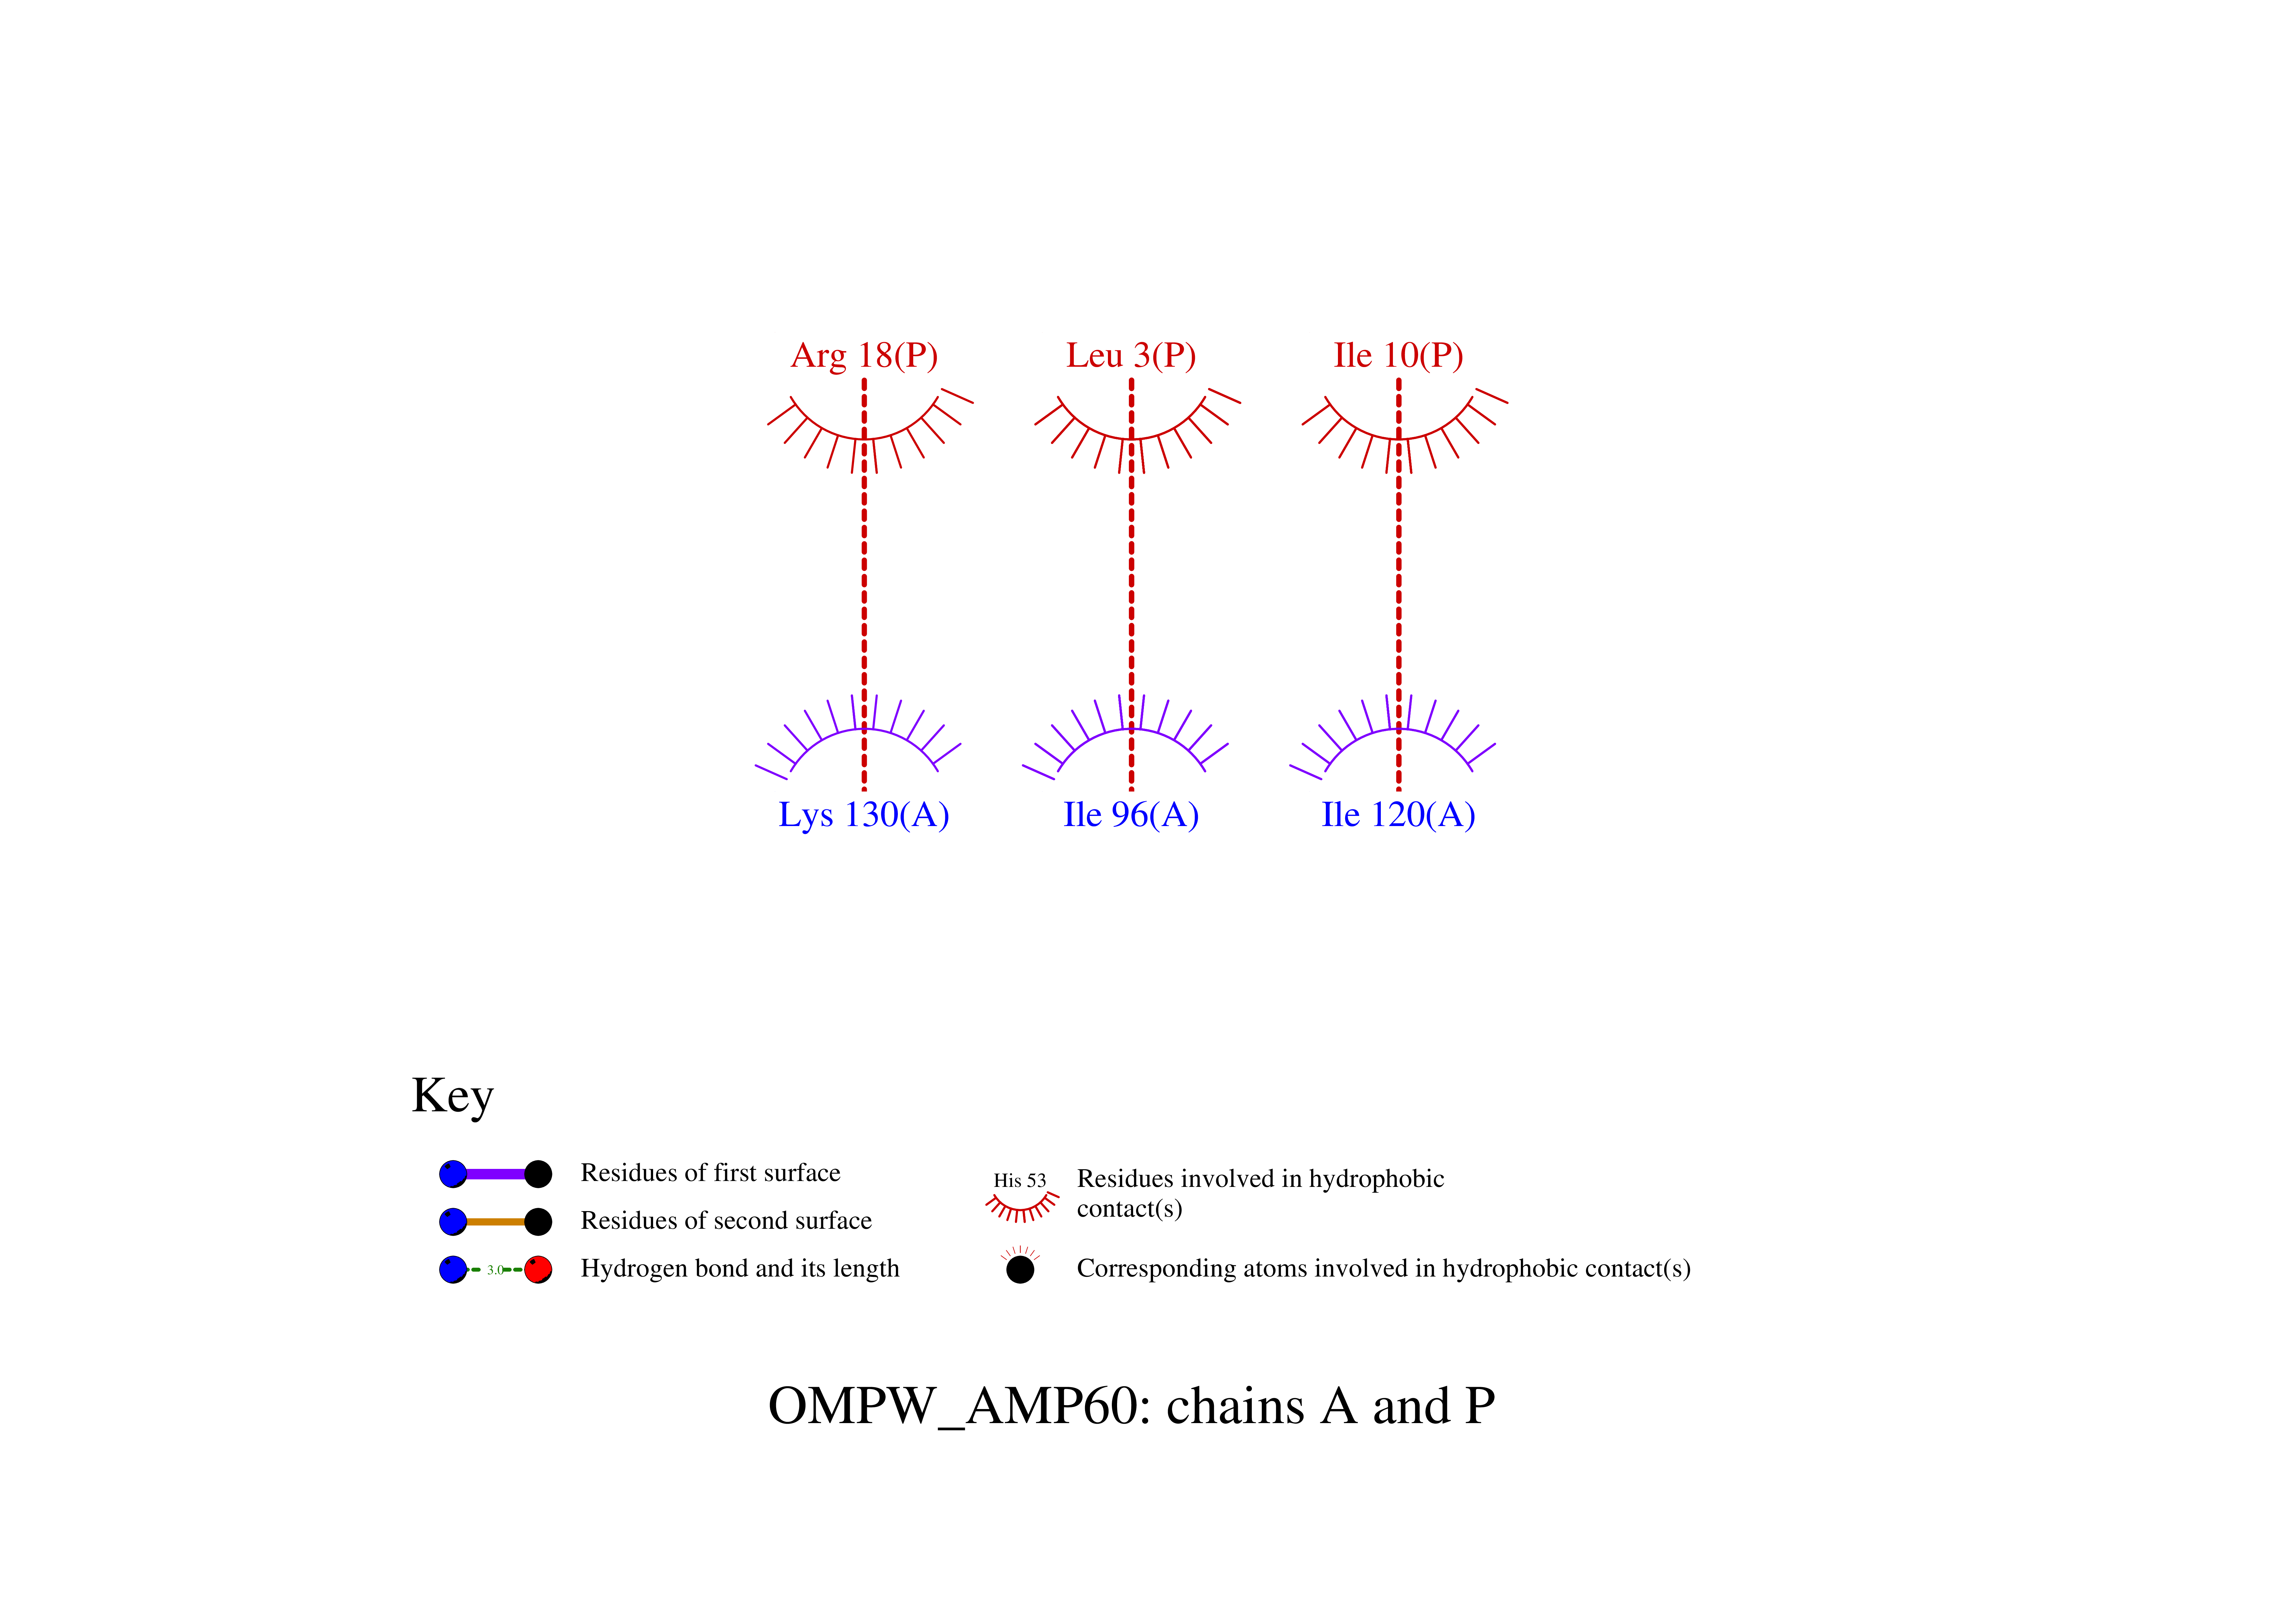 Arg 18(P) Leu 3(P) Ile 10(P)
Lys 130(A) Ile 96(A) Ile 120(A)
Key
Residues of first surface
Residues of second surface
3.0 Hydrogen bond and its length
His 53 Residues involved in hydrophobic
contact(s)
Corresponding atoms involved in hydrophobic contact(s)
OMPW_AMP60: chains A and P